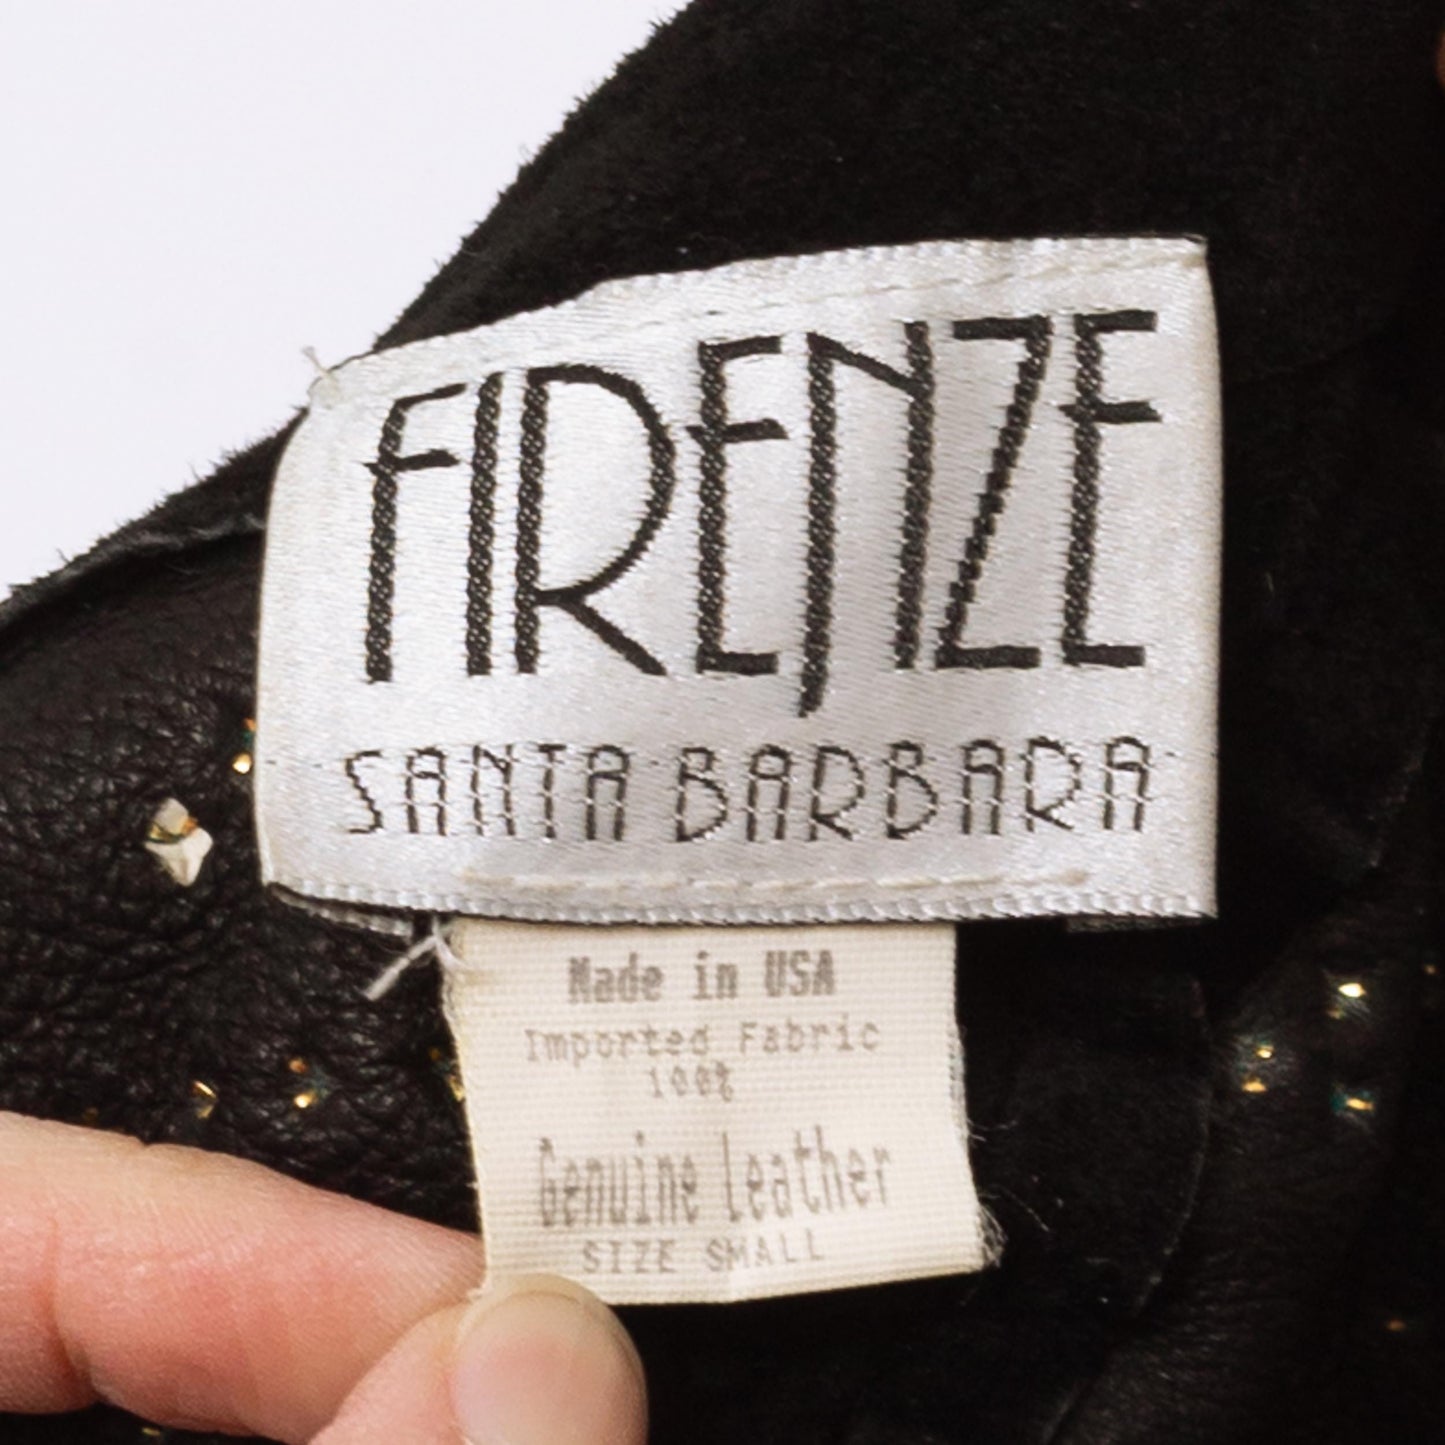 FIRENZE
SANTA BARBARA
Made in USA
Imported Fabric
100%
Genuine Leather
SIZE SMALL